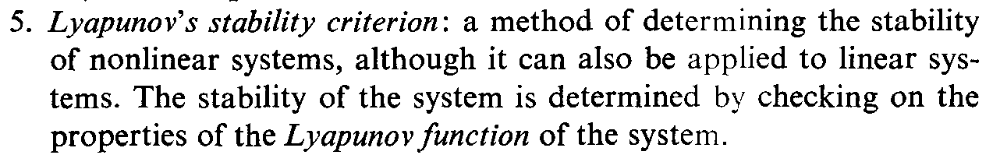 5. Lyapunov's stability criterion: a method of determining the stability
of nonlinear systems, although it can also be applied to linear sys-
tems. The stability of the system is determined by checking on the
properties of the Lyapunov function of the system.